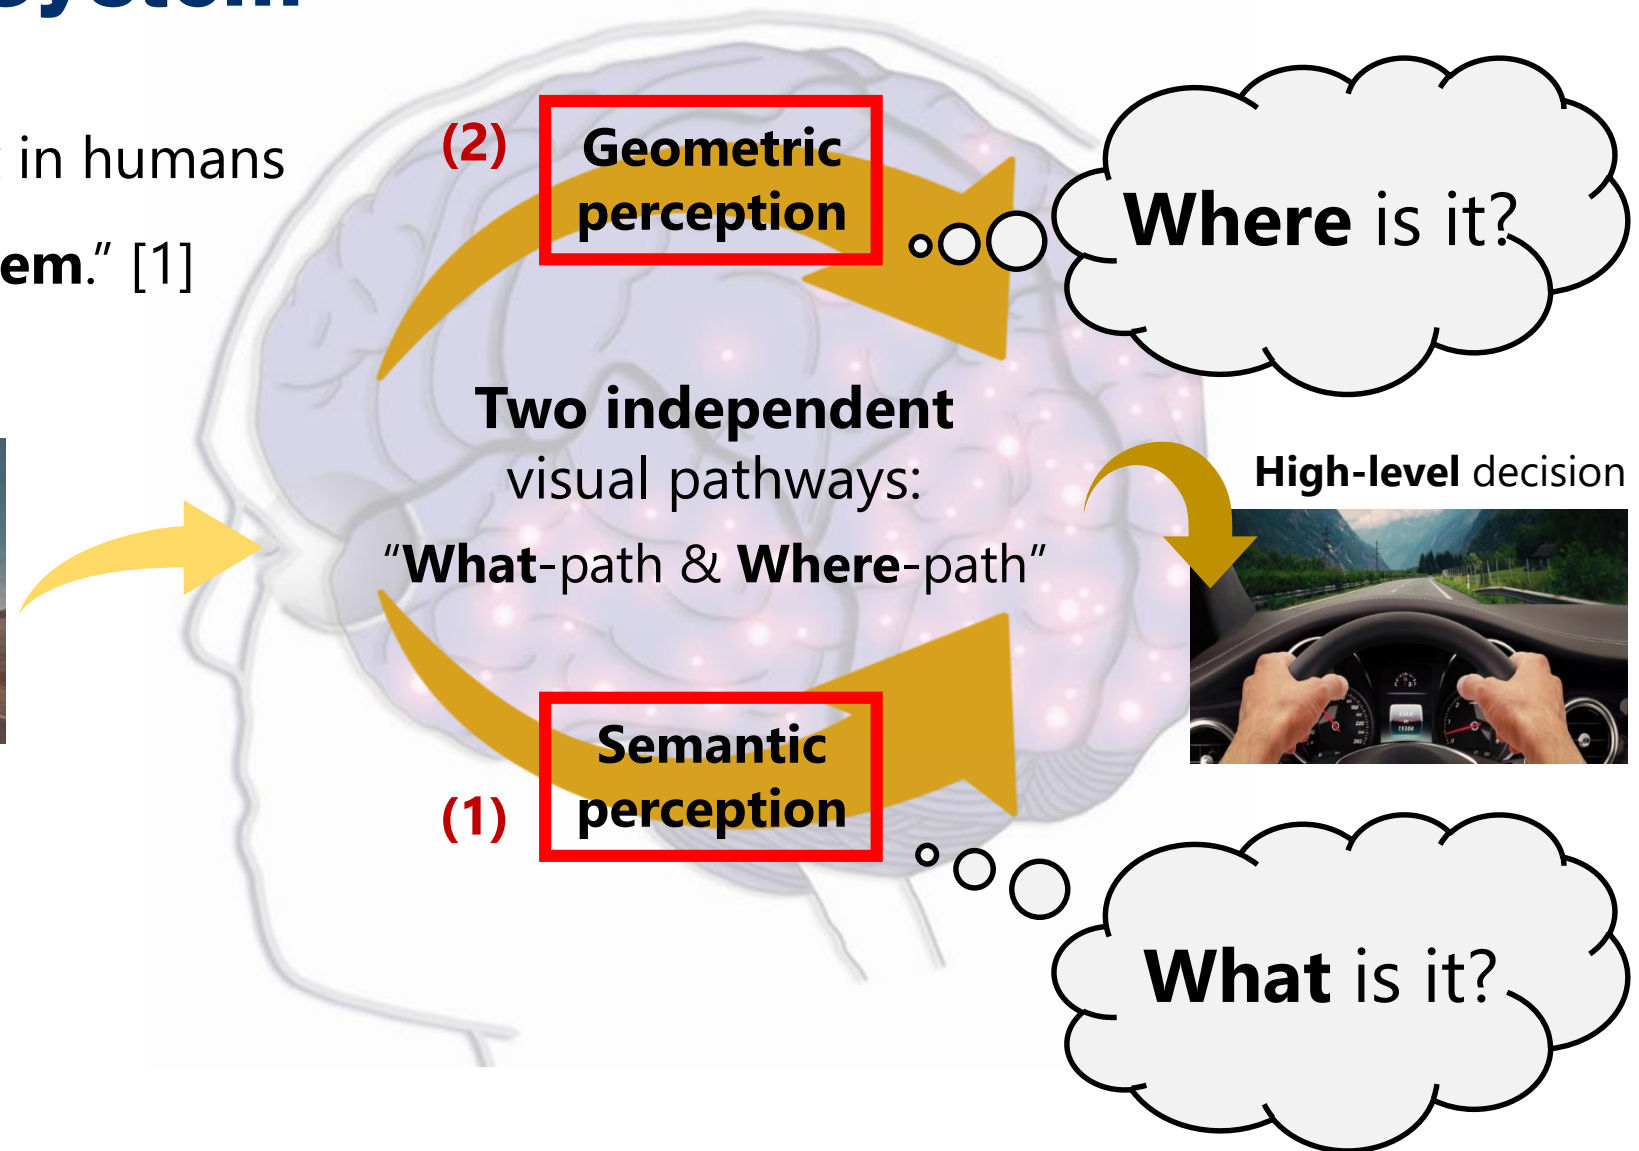 in humans
em.” [1]
(2)
Geometric
perception
Where is it?
Two independent
visual pathways:
“What-path & Where-path”
High-level decision
(1)
Semantic
perception
What is it?